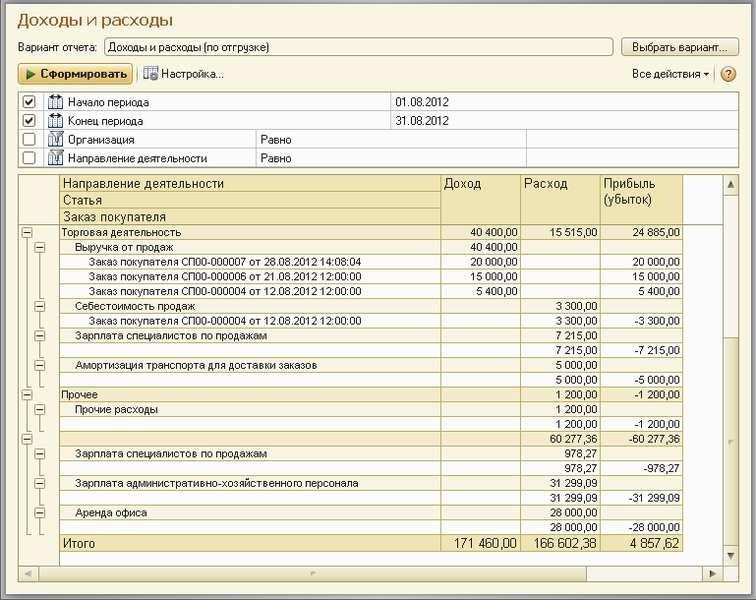 Доходы и расходы
Вариант отчета: Доходы и расходы (по отгрузке) Выбрать вариант...
Сформировать Настройка... Все действия ?
Начало периода 01.08.2012
Конец периода 31.08.2012
Организация Равно
Направление деятельности Равно
Направление деятельности Доход Расход Прибыль
Статья (убыток)
Заказ покупателя
Торговая деятельность 40 400,00 15 515,00 24 885,00
Выручка от продаж 40 400,00
Заказ покупателя СП00-000007 от 28.08.2012 14:08:04 20 000,00 20 000,00
Заказ покупателя СП00-000006 от 21.08.2012 12:00:00 15 000,00 15 000,00
Заказ покупателя СП00-000004 от 12.08.2012 12:00:00 5 400,00 5 400,00
Себестоимость продаж 3 300,00
Заказ покупателя СП00-000004 от 12.08.2012 12:00:00 3 300,00 -3 300,00
Зарплата специалистов по продажам 7 215,00
7 215,00 -7 215,00
Амортизация транспорта для доставки заказов 5 000,00
5 000,00 -5 000,00
Прочее 1 200,00 -1 200,00
Прочие расходы 1 200,00
1 200,00 -1 200,00
60 277,36 -60 277,36
Зарплата специалистов по продажам 978,27
978,27 -978,27
Зарплата административно-хозяйственного персонала 31 299,09
31 299,09 -31 299,09
Аренда офиса 28 000,00
28 000,00 -28 000,00
Итого 171 460,00 166 602,38 4 857,62